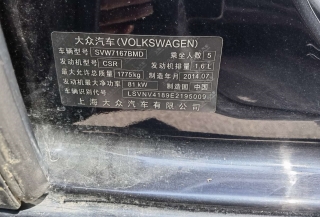 大众汽车(VOLKSWAGEN)
车辆型号 SVW7167BMD 乘坐人数 5
发动机型号 CSR 发动机排量 1.6 L
最大允许总质量 1775kg 制造年月 2014.07
发动机最大净功率 81 kW 制造国 中国
车辆识别代号 LSVNV4189E2195009
上海大众汽车有限公司